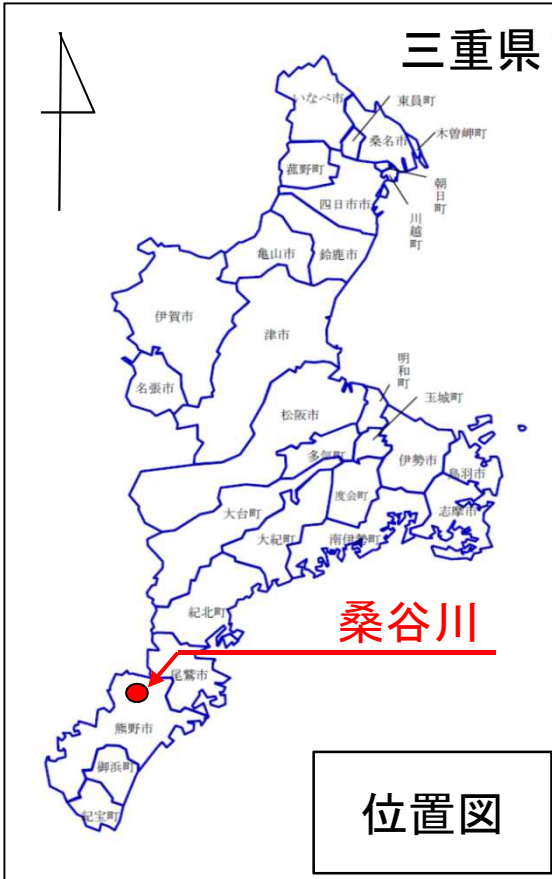 三重県
いなべ市
東員町
桑名市
木曽岬町
菰野町
朝日町
四日市市
川越町
亀山市
鈴鹿市
伊賀市
津市
名張市
明和町
松阪市
玉城町
多気町
伊勢市
鳥羽市
度会町
志摩市
大台町
大紀町
南伊勢町
紀北町
桑谷川
尾鷲市
熊野市
御浜町
紀宝町
位置図